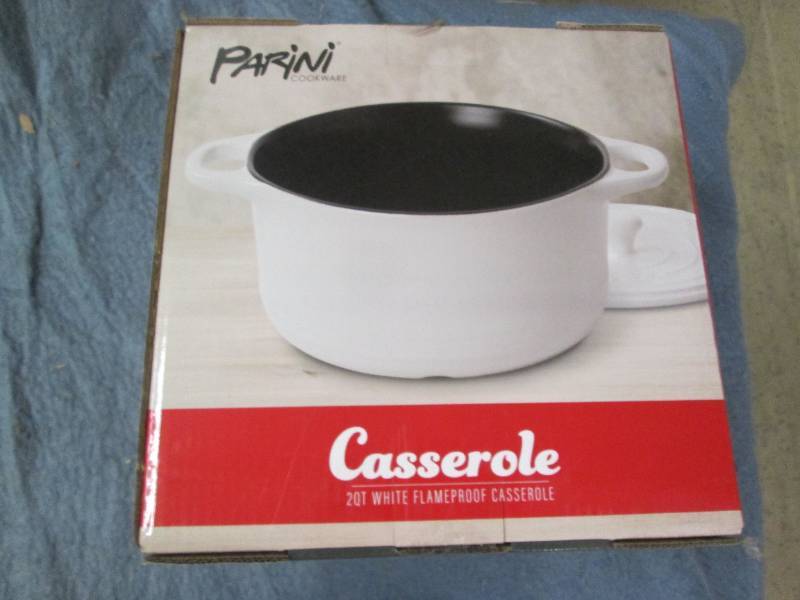 PARiNi®
COOKWARE
Casserole
2QT WHITE FLAMEPROOF CASSEROLE